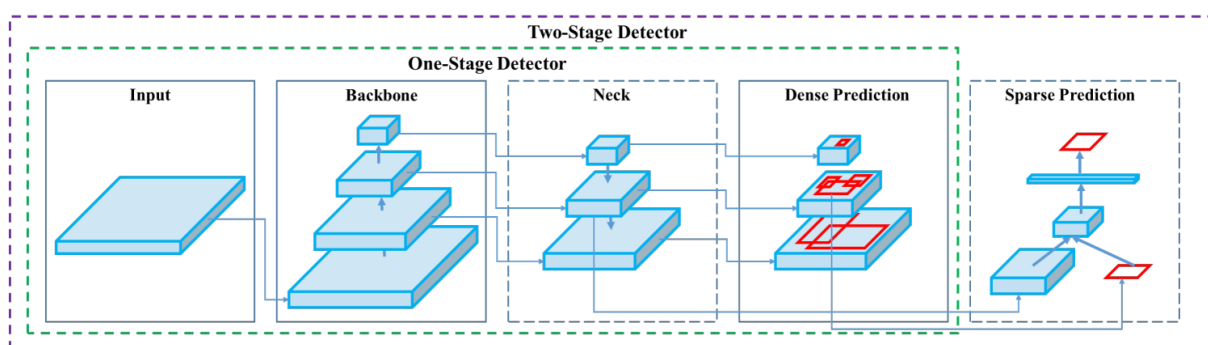 Two-Stage Detector
One-Stage Detector
Input
Backbone
Neck
Dense Prediction
Sparse Prediction